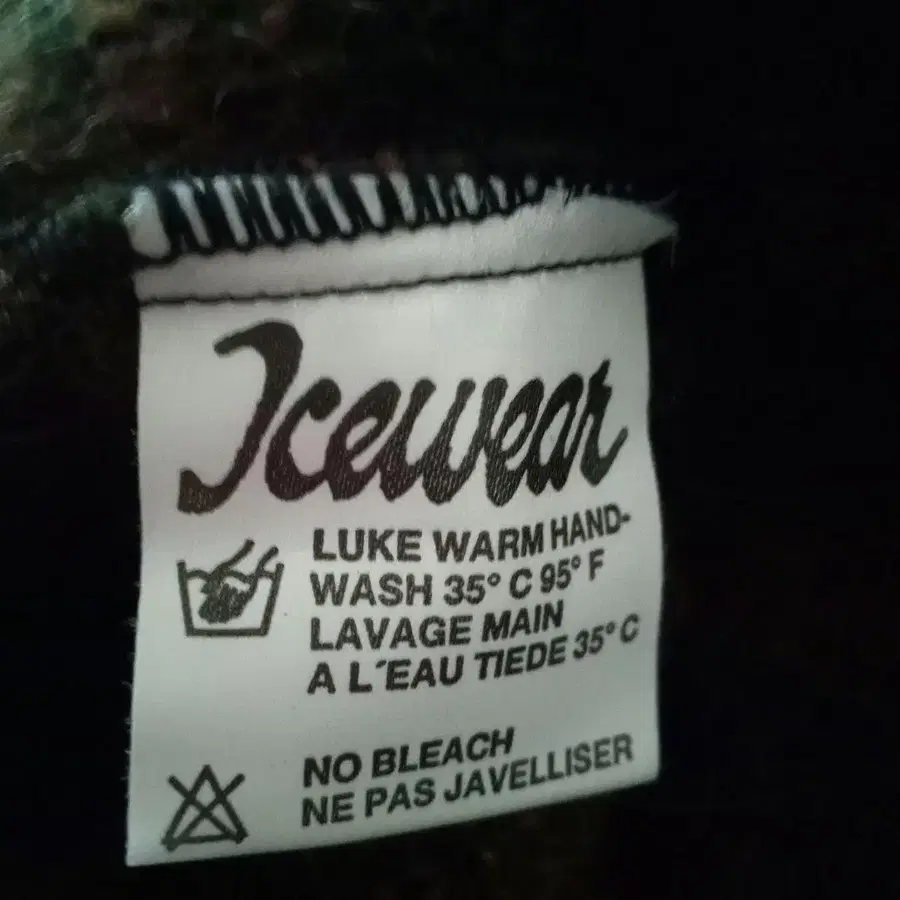 Icewear
LUKE WARM HAND-
WASH 35° C 95° F
LAVAGE MAIN
A L´EAU TIEDE 35° C
NO BLEACH
NE PAS JAVELLISER